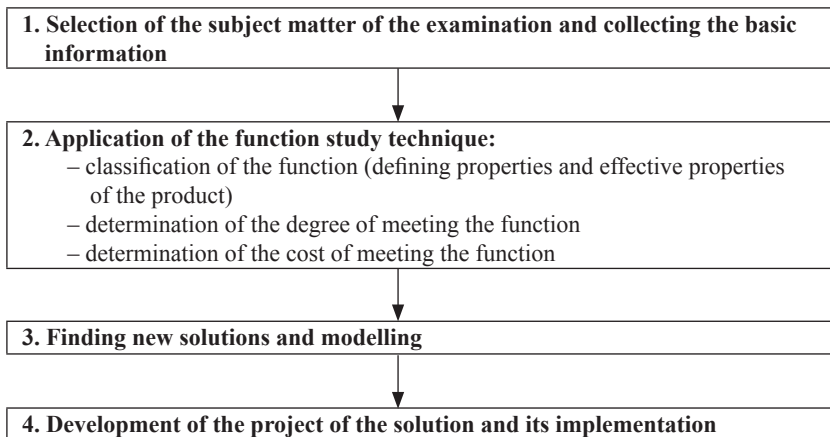 1. Selection of the subject matter of the examination and collecting the basic
information
2. Application of the function study technique:
– classification of the function (defining properties and effective properties
of the product)
– determination of the degree of meeting the function
– determination of the cost of meeting the function
3. Finding new solutions and modelling
4. Development of the project of the solution and its implementation